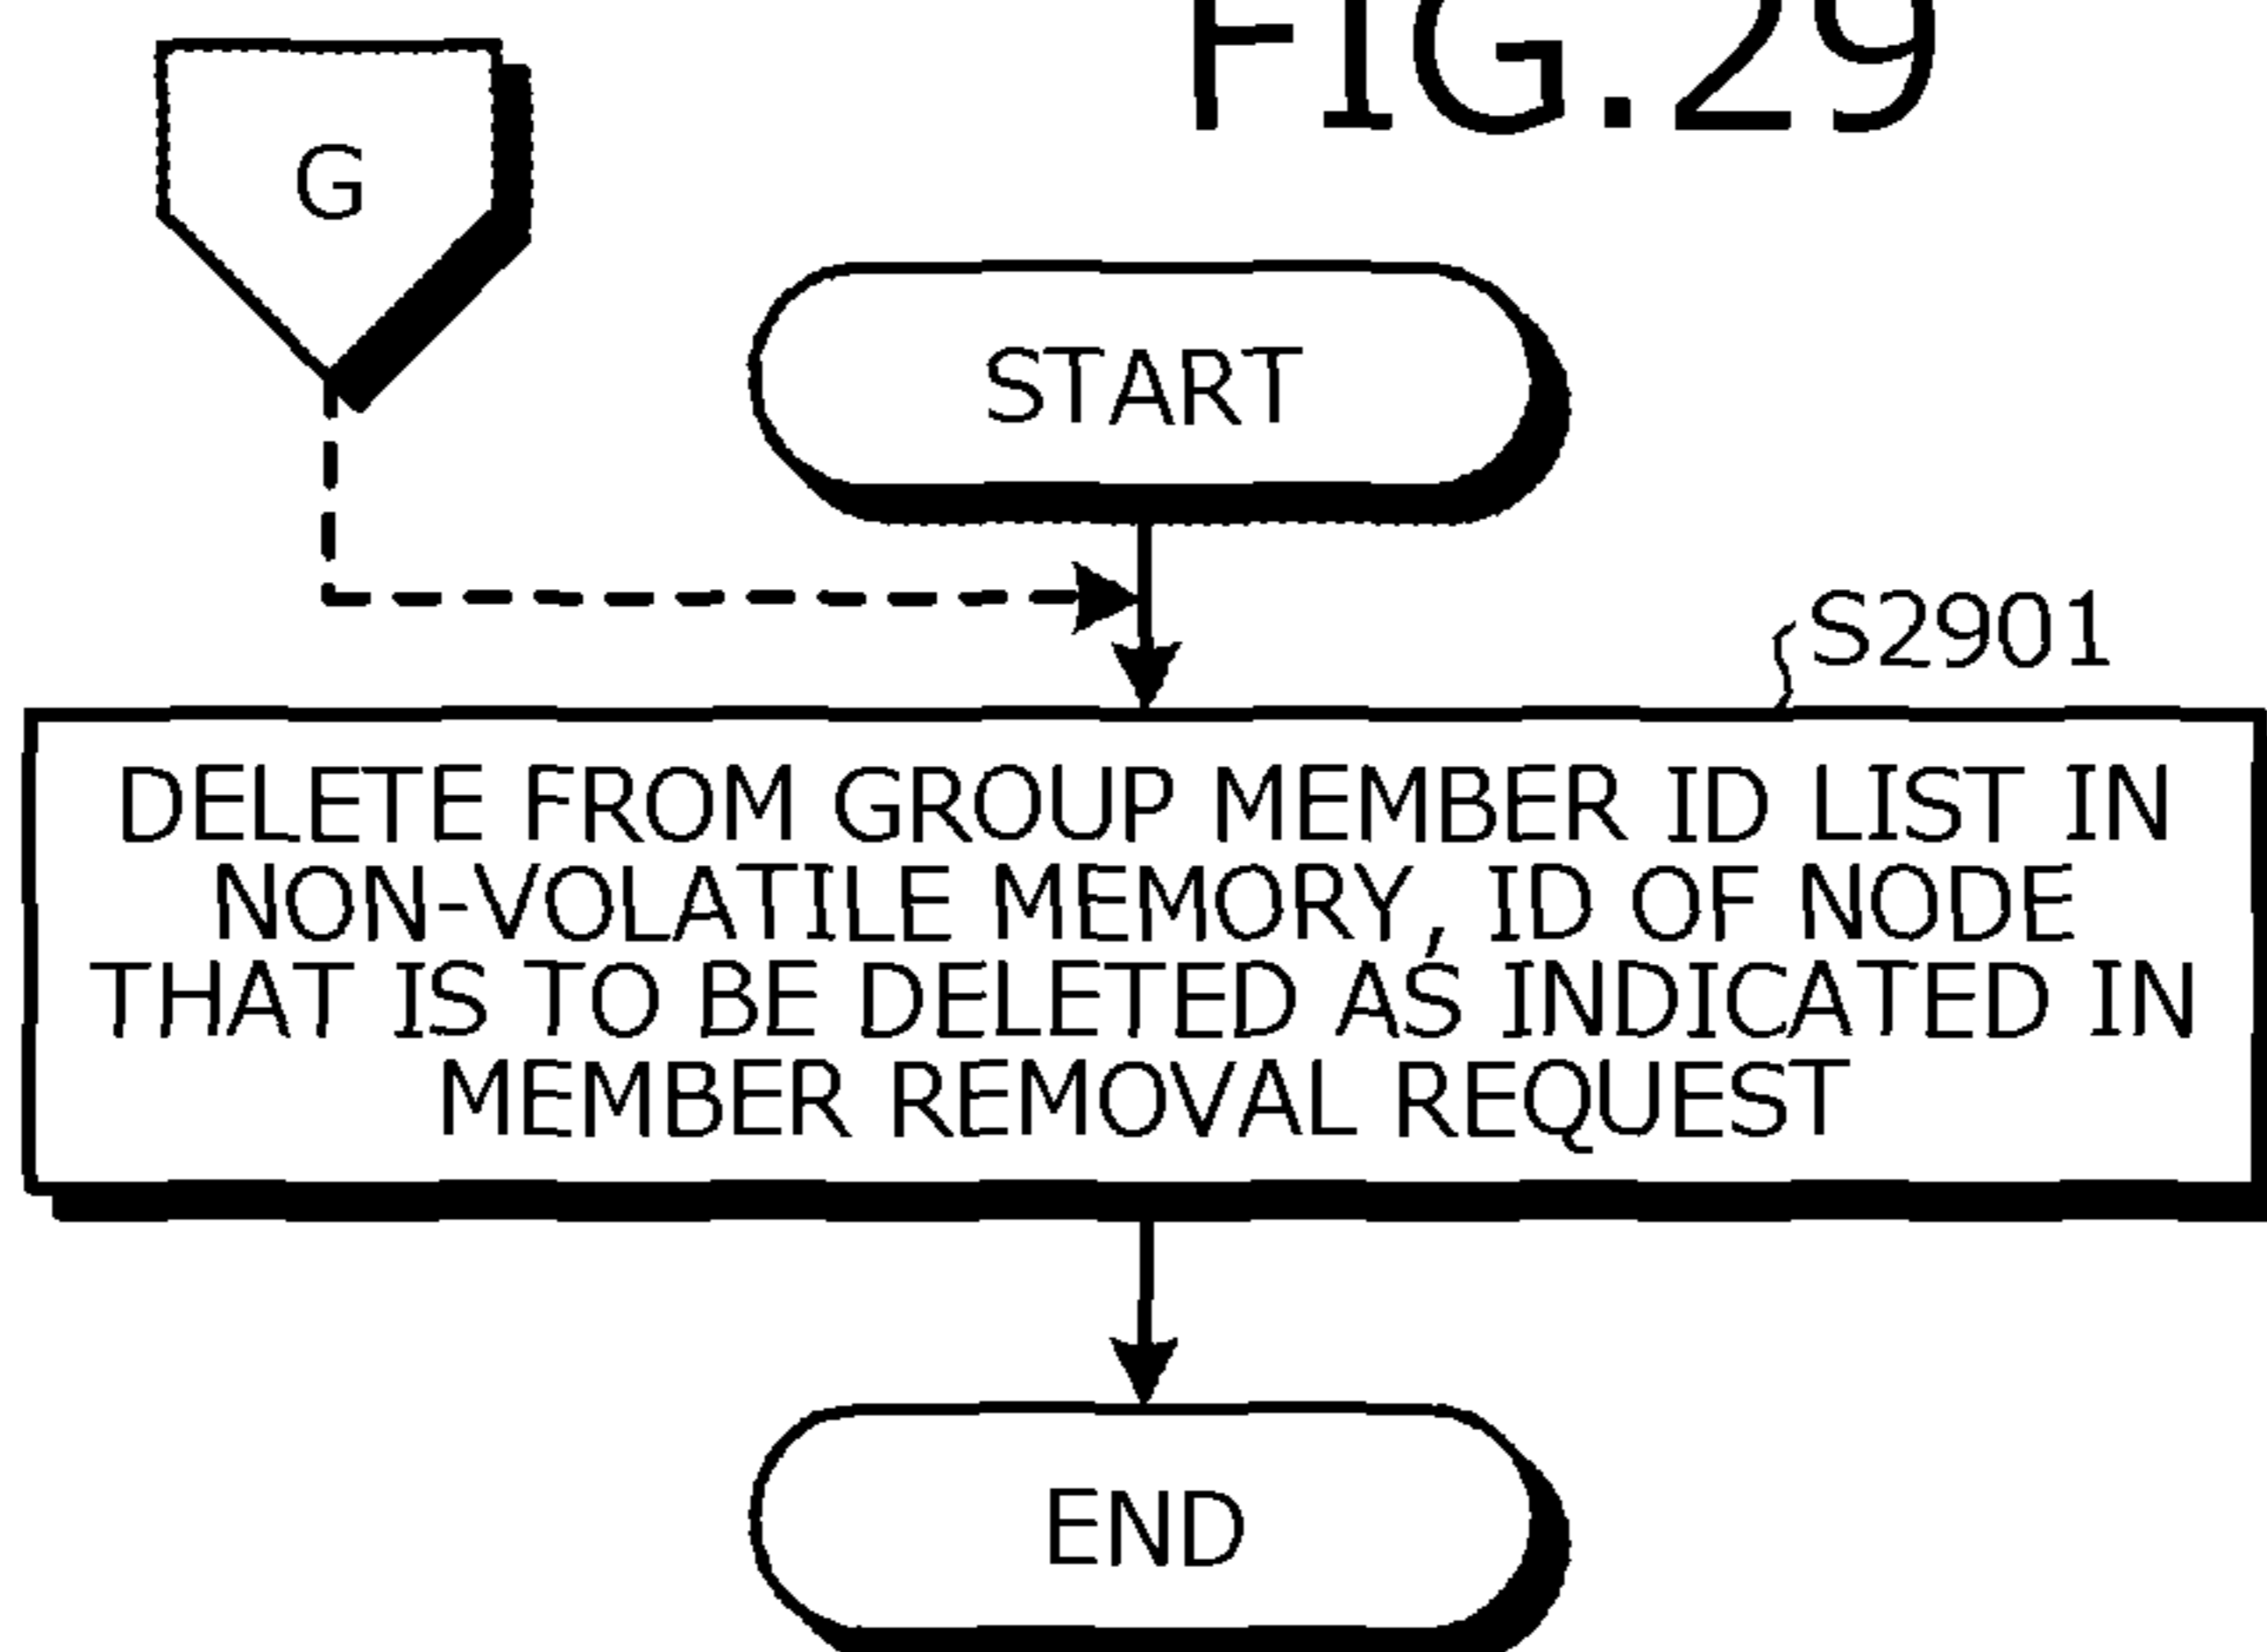 FIG.29
G
START
S2901
DELETE FROM GROUP MEMBER ID LIST IN
NON-VOLATILE MEMORY, ID OF NODE
THAT IS TO BE DELETED AS INDICATED IN
MEMBER REMOVAL REQUEST
END